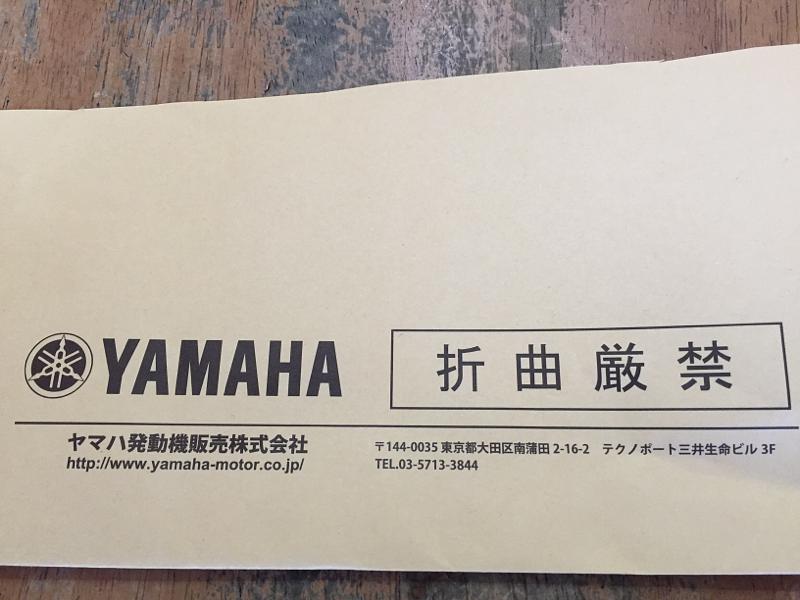 YAMAHA
折曲厳禁
ヤマハ発動機販売株式会社
http://www.yamaha-motor.co.jp/
〒144-0035 東京都大田区南蒲田 2-16-2 テクノポート三井生命ビル 3F
TEL.03-5713-3844